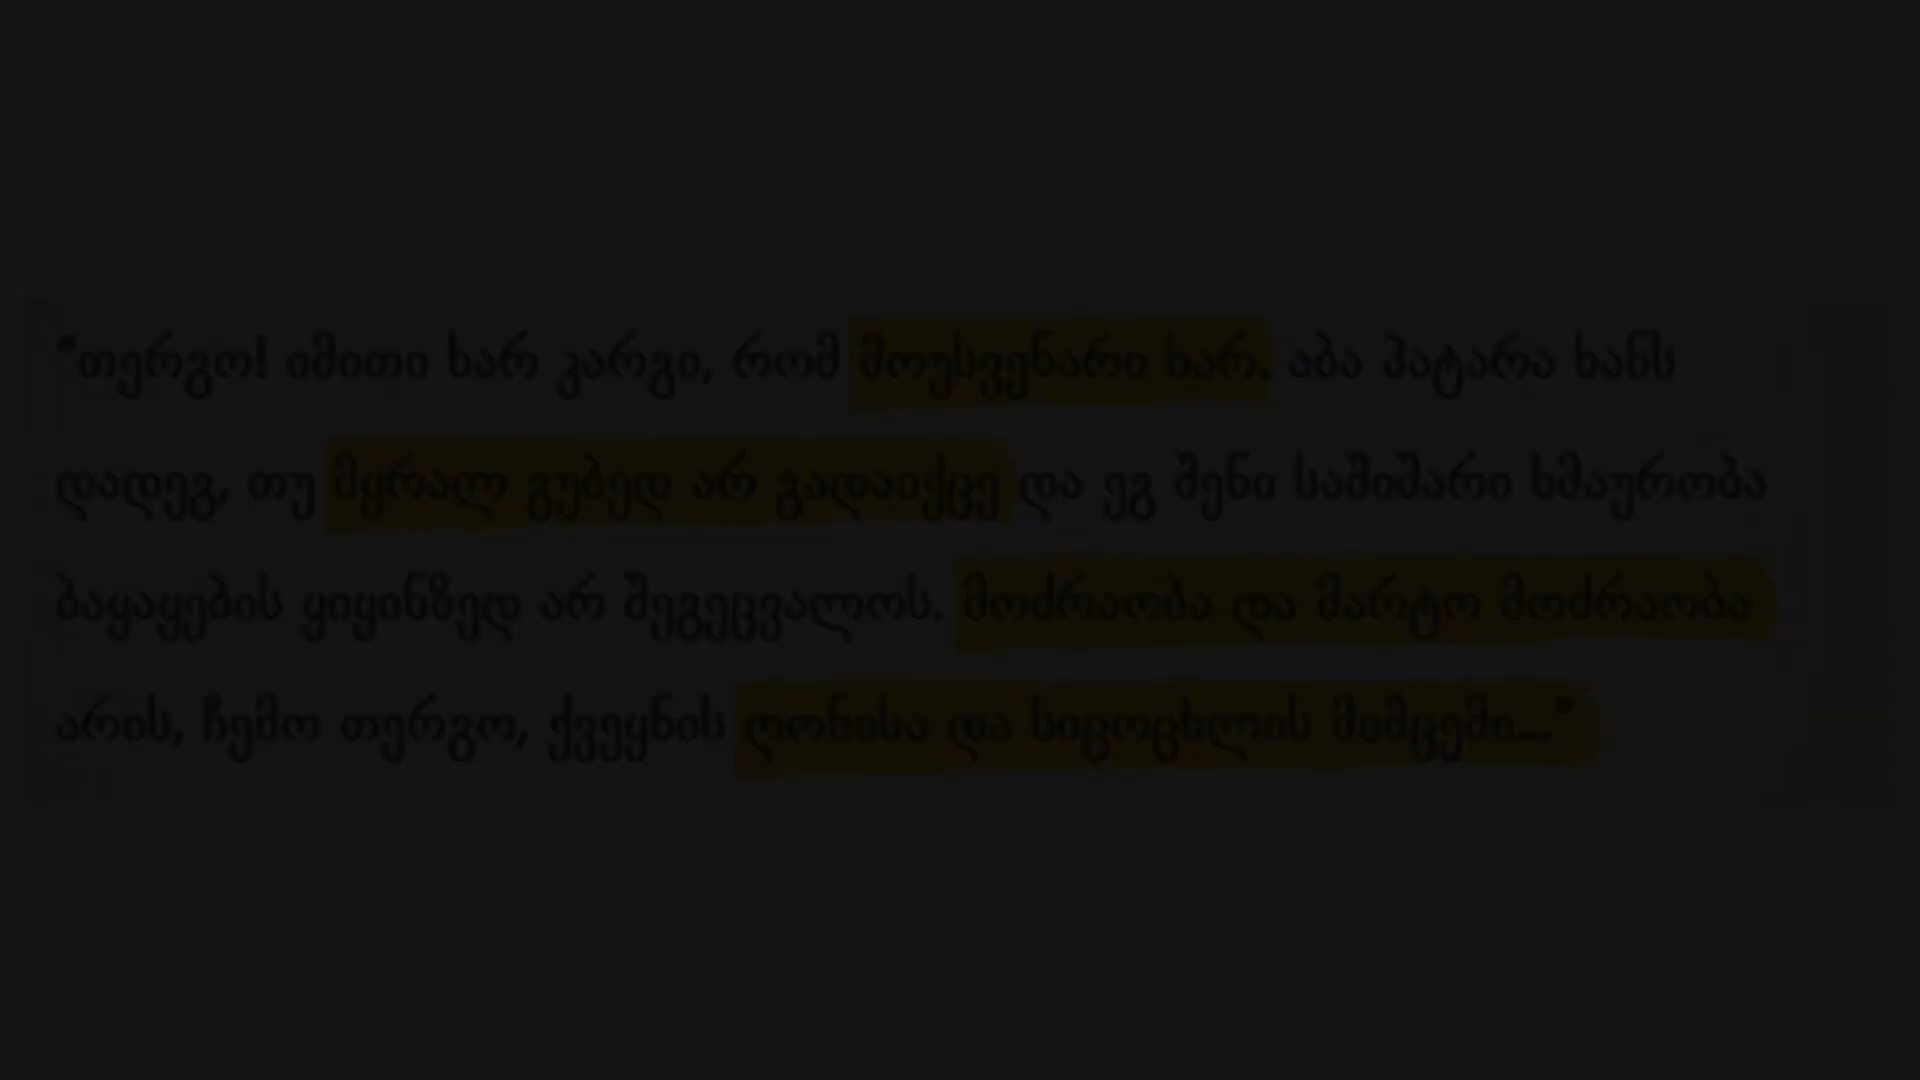 “თერგო! იმითი ხარ კარგი, რომ მოუსვენარი ხარ. აბა პატარა ხანს
დადეგ, თუ მყრალ გუბედ არ გადაიქცე და ეგ შენი საშიშარი ხმაურობა
ბაყაყების ყიყინზედ არ შეგეცვალოს. მოძრაობა და მარტო მოძრაობა
არის, ჩემო თერგო, ქვეყნის ღონისა და სიცოცხლის მიმცემი...”